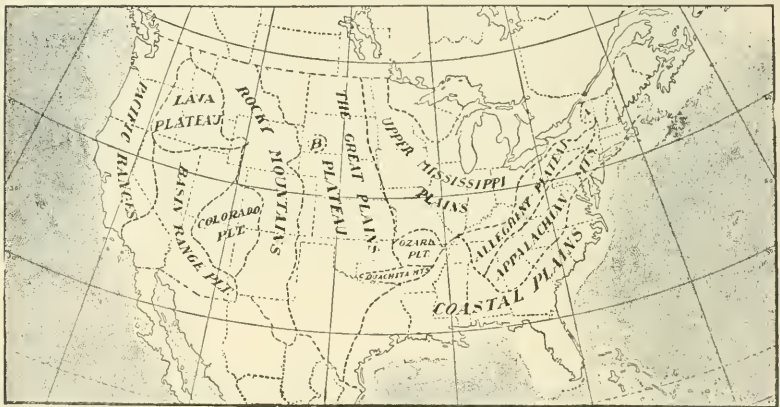 PACIFIC RANGES
LAVA
PLATEAU
ROCKY MOUNTAINS
BASIN RANGE PLT.
COLORADO
PLT.
B
THE GREAT PLAINS
PLATEAU
UPPER MISSISSIPPI
PLAINS
OZARK
PLT.
OUACHITA MTS.
ALLEGHENY PLATEAU
APPALACHIAN MTS.
COASTAL PLAINS